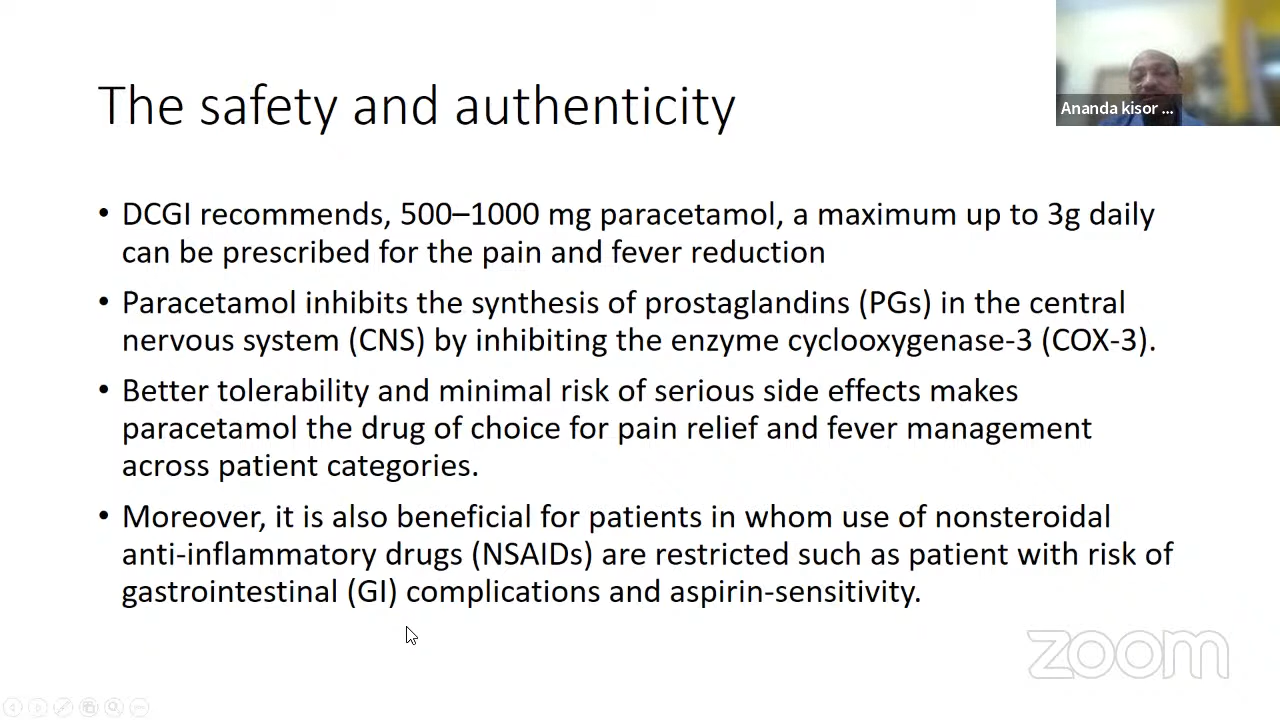 The safety and authenticity
Ananda kisor ...
• DCGI recommends, 500–1000 mg paracetamol, a maximum up to 3g daily
can be prescribed for the pain and fever reduction
• Paracetamol inhibits the synthesis of prostaglandins (PGs) in the central
nervous system (CNS) by inhibiting the enzyme cyclooxygenase-3 (COX-3).
• Better tolerability and minimal risk of serious side effects makes
paracetamol the drug of choice for pain relief and fever management
across patient categories.
• Moreover, it is also beneficial for patients in whom use of nonsteroidal
anti-inflammatory drugs (NSAIDs) are restricted such as patient with risk of
gastrointestinal (GI) complications and aspirin-sensitivity.
zoom